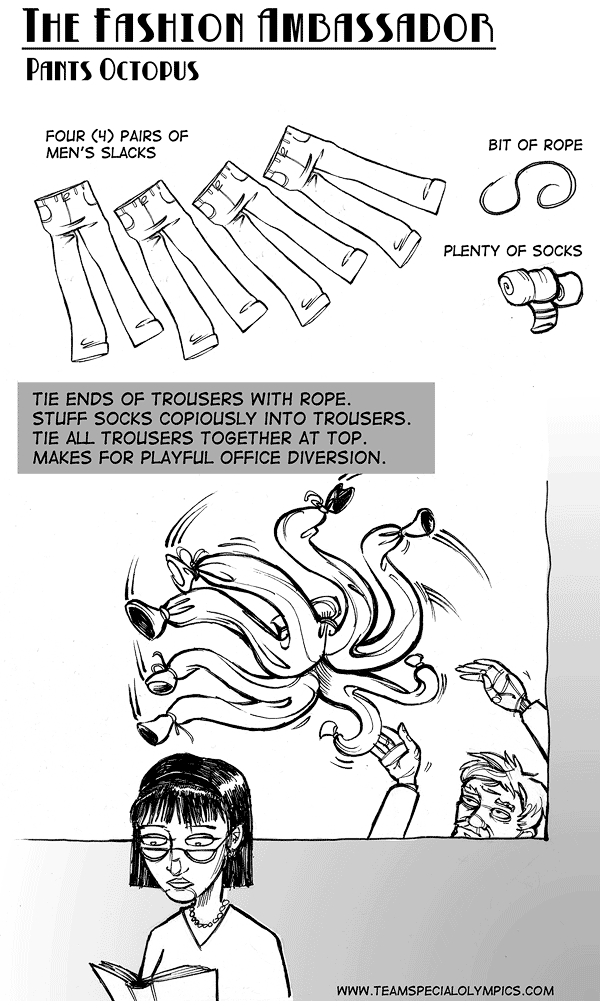 The Fashion Ambassador
Pants Octopus
FOUR (4) PAIRS OF
MEN'S SLACKS
BIT OF ROPE
PLENTY OF SOCKS
TIE ENDS OF TROUSERS WITH ROPE.
STUFF SOCKS COPIOUSLY INTO TROUSERS.
TIE ALL TROUSERS TOGETHER AT TOP.
MAKES FOR PLAYFUL OFFICE DIVERSION.
WWW.TEAMSPECIALOLYMPICS.COM